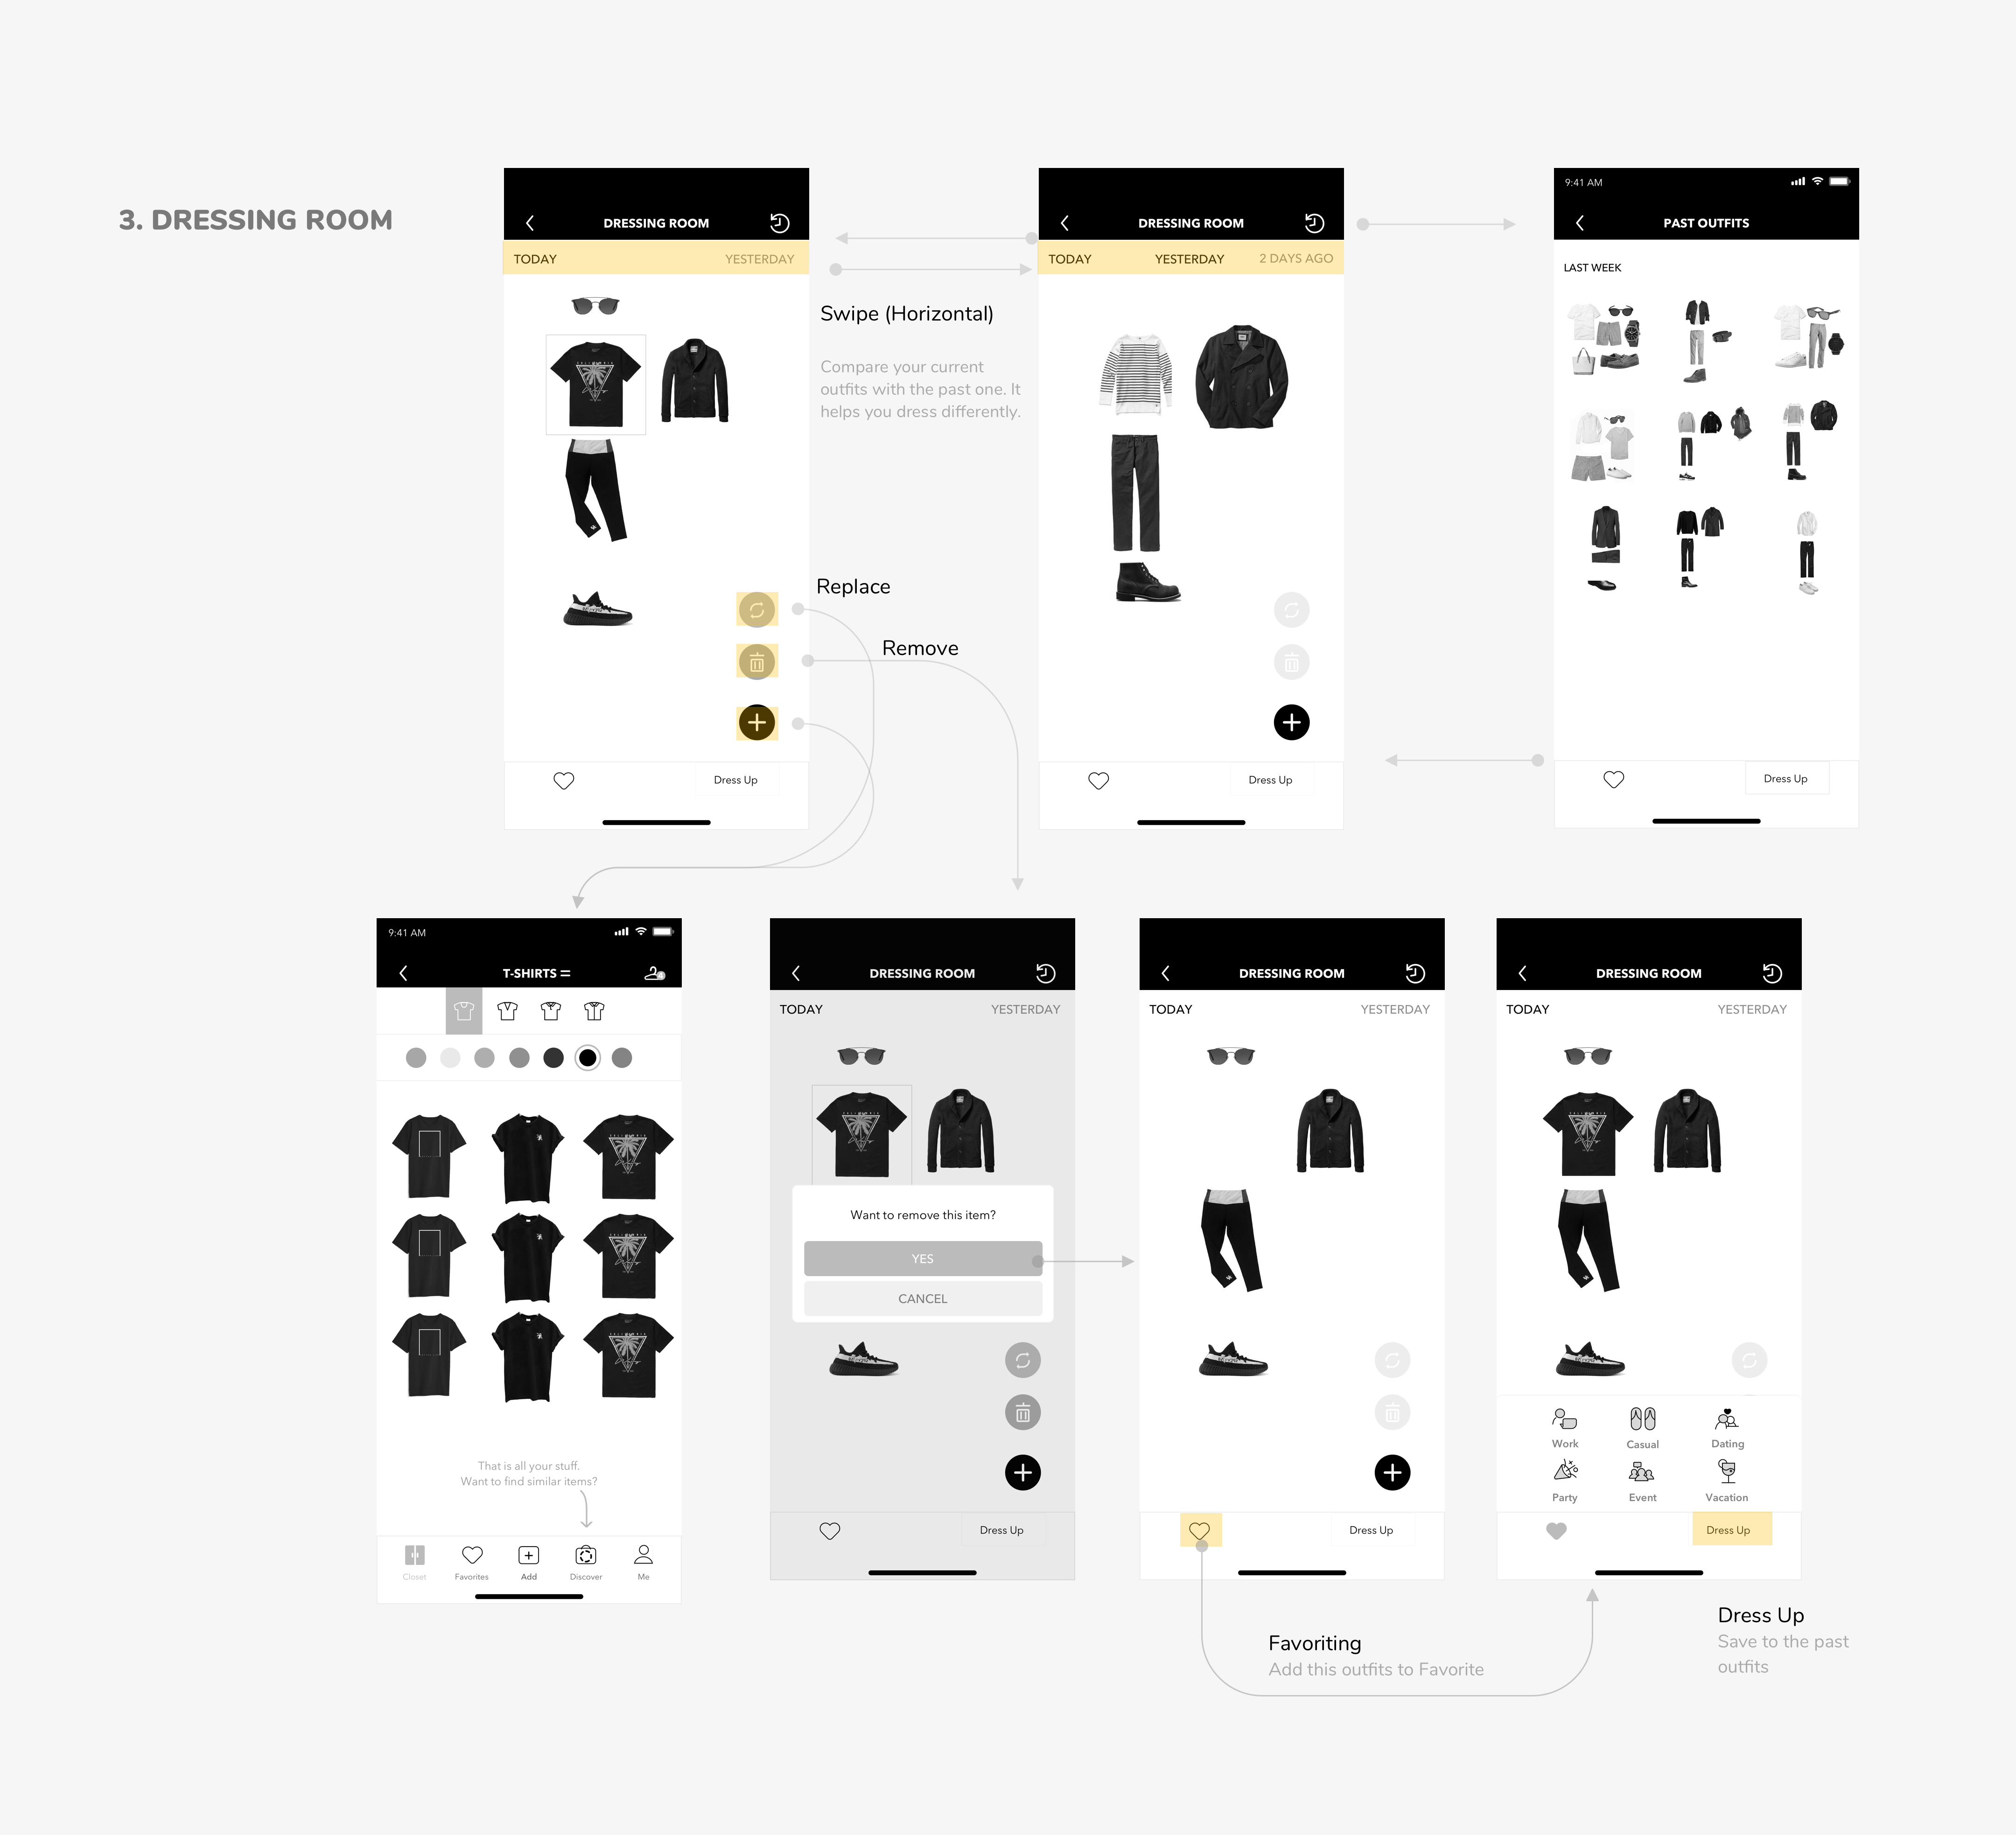 3. DRESSING ROOM
DRESSING ROOM
TODAY
YESTERDAY
Swipe (Horizontal)
Compare your current
outfits with the past one. It
helps you dress differently.
Replace
Remove
Dress Up
DRESSING ROOM
TODAY
YESTERDAY
2 DAYS AGO
Dress Up
9:41 AM
PAST OUTFITS
LAST WEEK
Dress Up
9:41 AM
T-SHIRTS
That is all your stuff.
Want to find similar items?
Closet
Favorites
Add
Discover
Me
DRESSING ROOM
TODAY
YESTERDAY
Want to remove this item?
YES
CANCEL
Dress Up
DRESSING ROOM
TODAY
YESTERDAY
Dress Up
Favoriting
Add this outfits to Favorite
DRESSING ROOM
TODAY
YESTERDAY
Work
Casual
Dating
Party
Event
Vacation
Dress Up
Dress Up
Save to the past
outfits